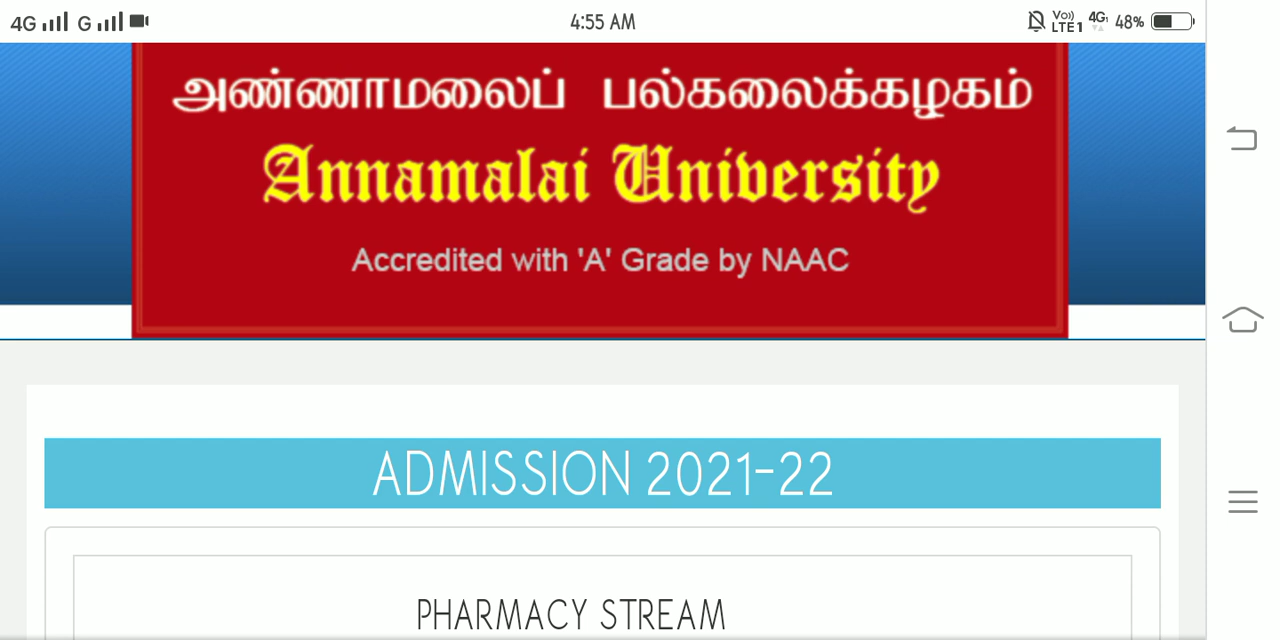 4G G 4:55 AM Vo)) LTE1 4G 48%
அண்ணாமலைப் பல்கலைக்கழகம்
Annamalai University
Accredited with 'A' Grade by NAAC
ADMISSION 2021-22
PHARMACY STREAM